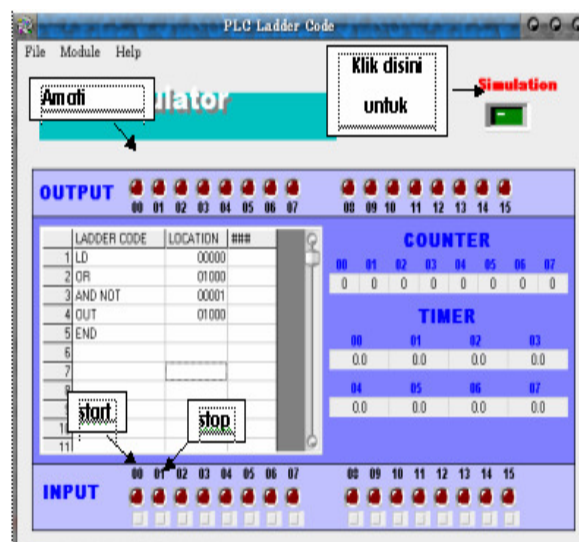 PLC Ladder Code
File Module Help
Amati
ulator
Klik disini
untuk
Simulation
OUTPUT
00 01 02 03 04 05 06 07 08 09 10 11 12 13 14 15
LADDER CODE LOCATION ###
1 LD 00000
2 OR 01000
3 AND NOT 00001
4 OUT 01000
5 END
6
7
11
COUNTER
00 01 02 03 04 05 06 07
0 0 0 0 0 0 0 0
TIMER
00 01 02 03
0.0 0.0 0.0 0.0
04 05 06 07
0.0 0.0 0.0 0.0
start
stop
INPUT
00 01 02 03 04 05 06 07 08 09 10 11 12 13 14 15